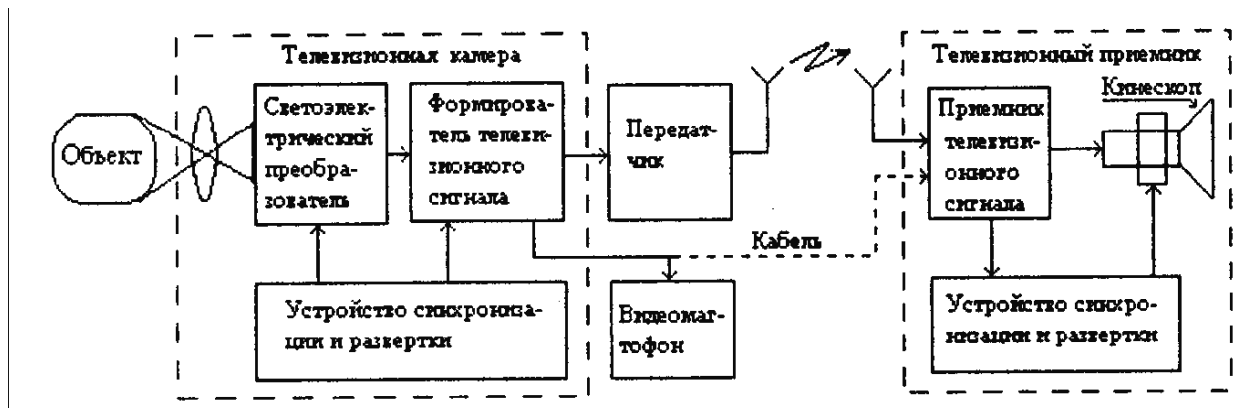 Телевизионная камера
Объект
Светоэлек-
трический
преобра-
зователь
Формирова-
тель телеви-
зионного
сигнала
Устройство синхрониза-
ции и развертки
Передат-
чик
Кабель
Видеомаг-
тофон
Телевизионный приемник
Кинескоп
Приемник
телевизи-
онного
сигнала
Устройство синхро-
низации и развертки